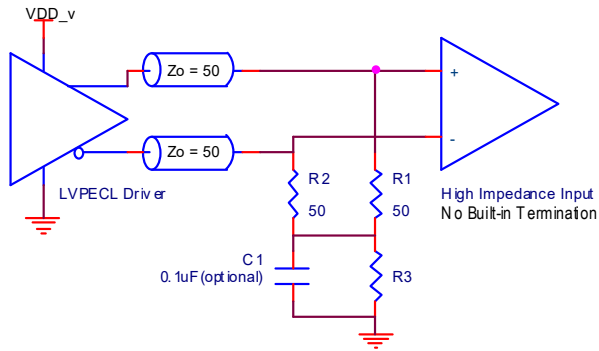 VDD_v
Zo = 50
Zo = 50
+
-
LVPECL Driver
R2
50
R1
50
High Impedance Input
No Built-in Termination
C1
0.1uF(optional)
R3